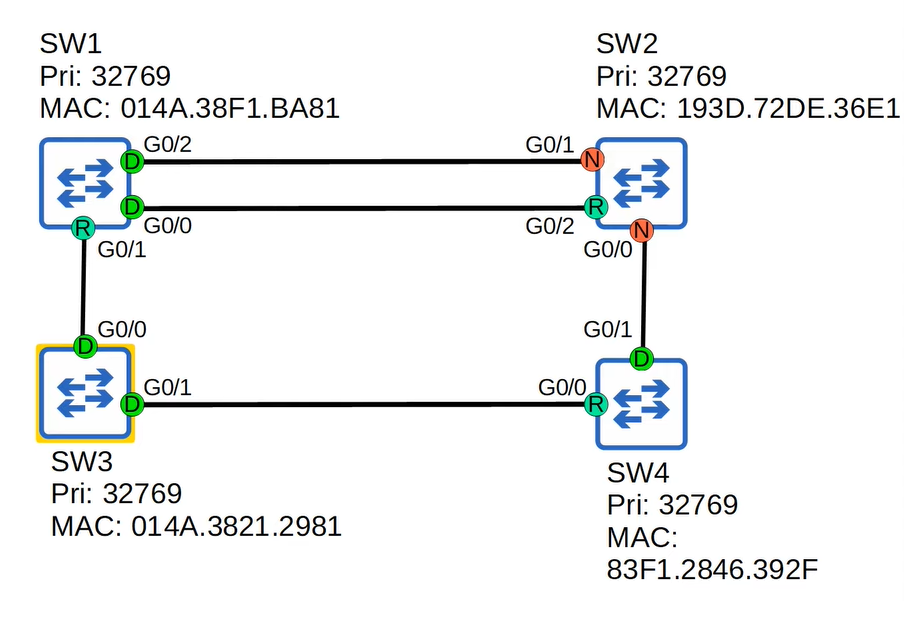 SW1
Pri: 32769
MAC: 014A.38F1.BA81
SW2
Pri: 32769
MAC: 193D.72DE.36E1
G0/2
G0/1
D
N
D
R
G0/0
G0/2
R
N
G0/1
G0/0
G0/0
G0/1
D
D
G0/1
G0/0
D
R
SW3
Pri: 32769
MAC: 014A.3821.2981
SW4
Pri: 32769
MAC:
83F1.2846.392F